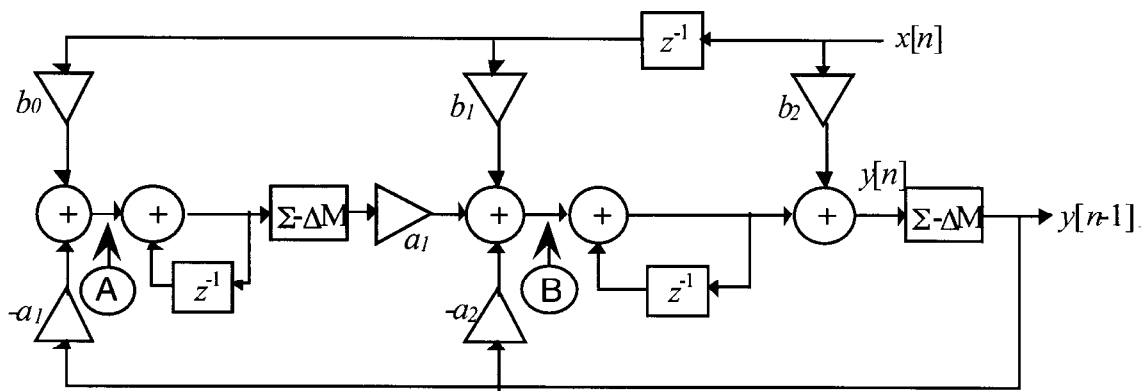 z⁻¹ x[n]
b0 b1 b2
y[n]
+ + Σ-ΔM a1 + + + Σ-ΔM y[n-1]
A z⁻¹ B z⁻¹
-a1 -a2